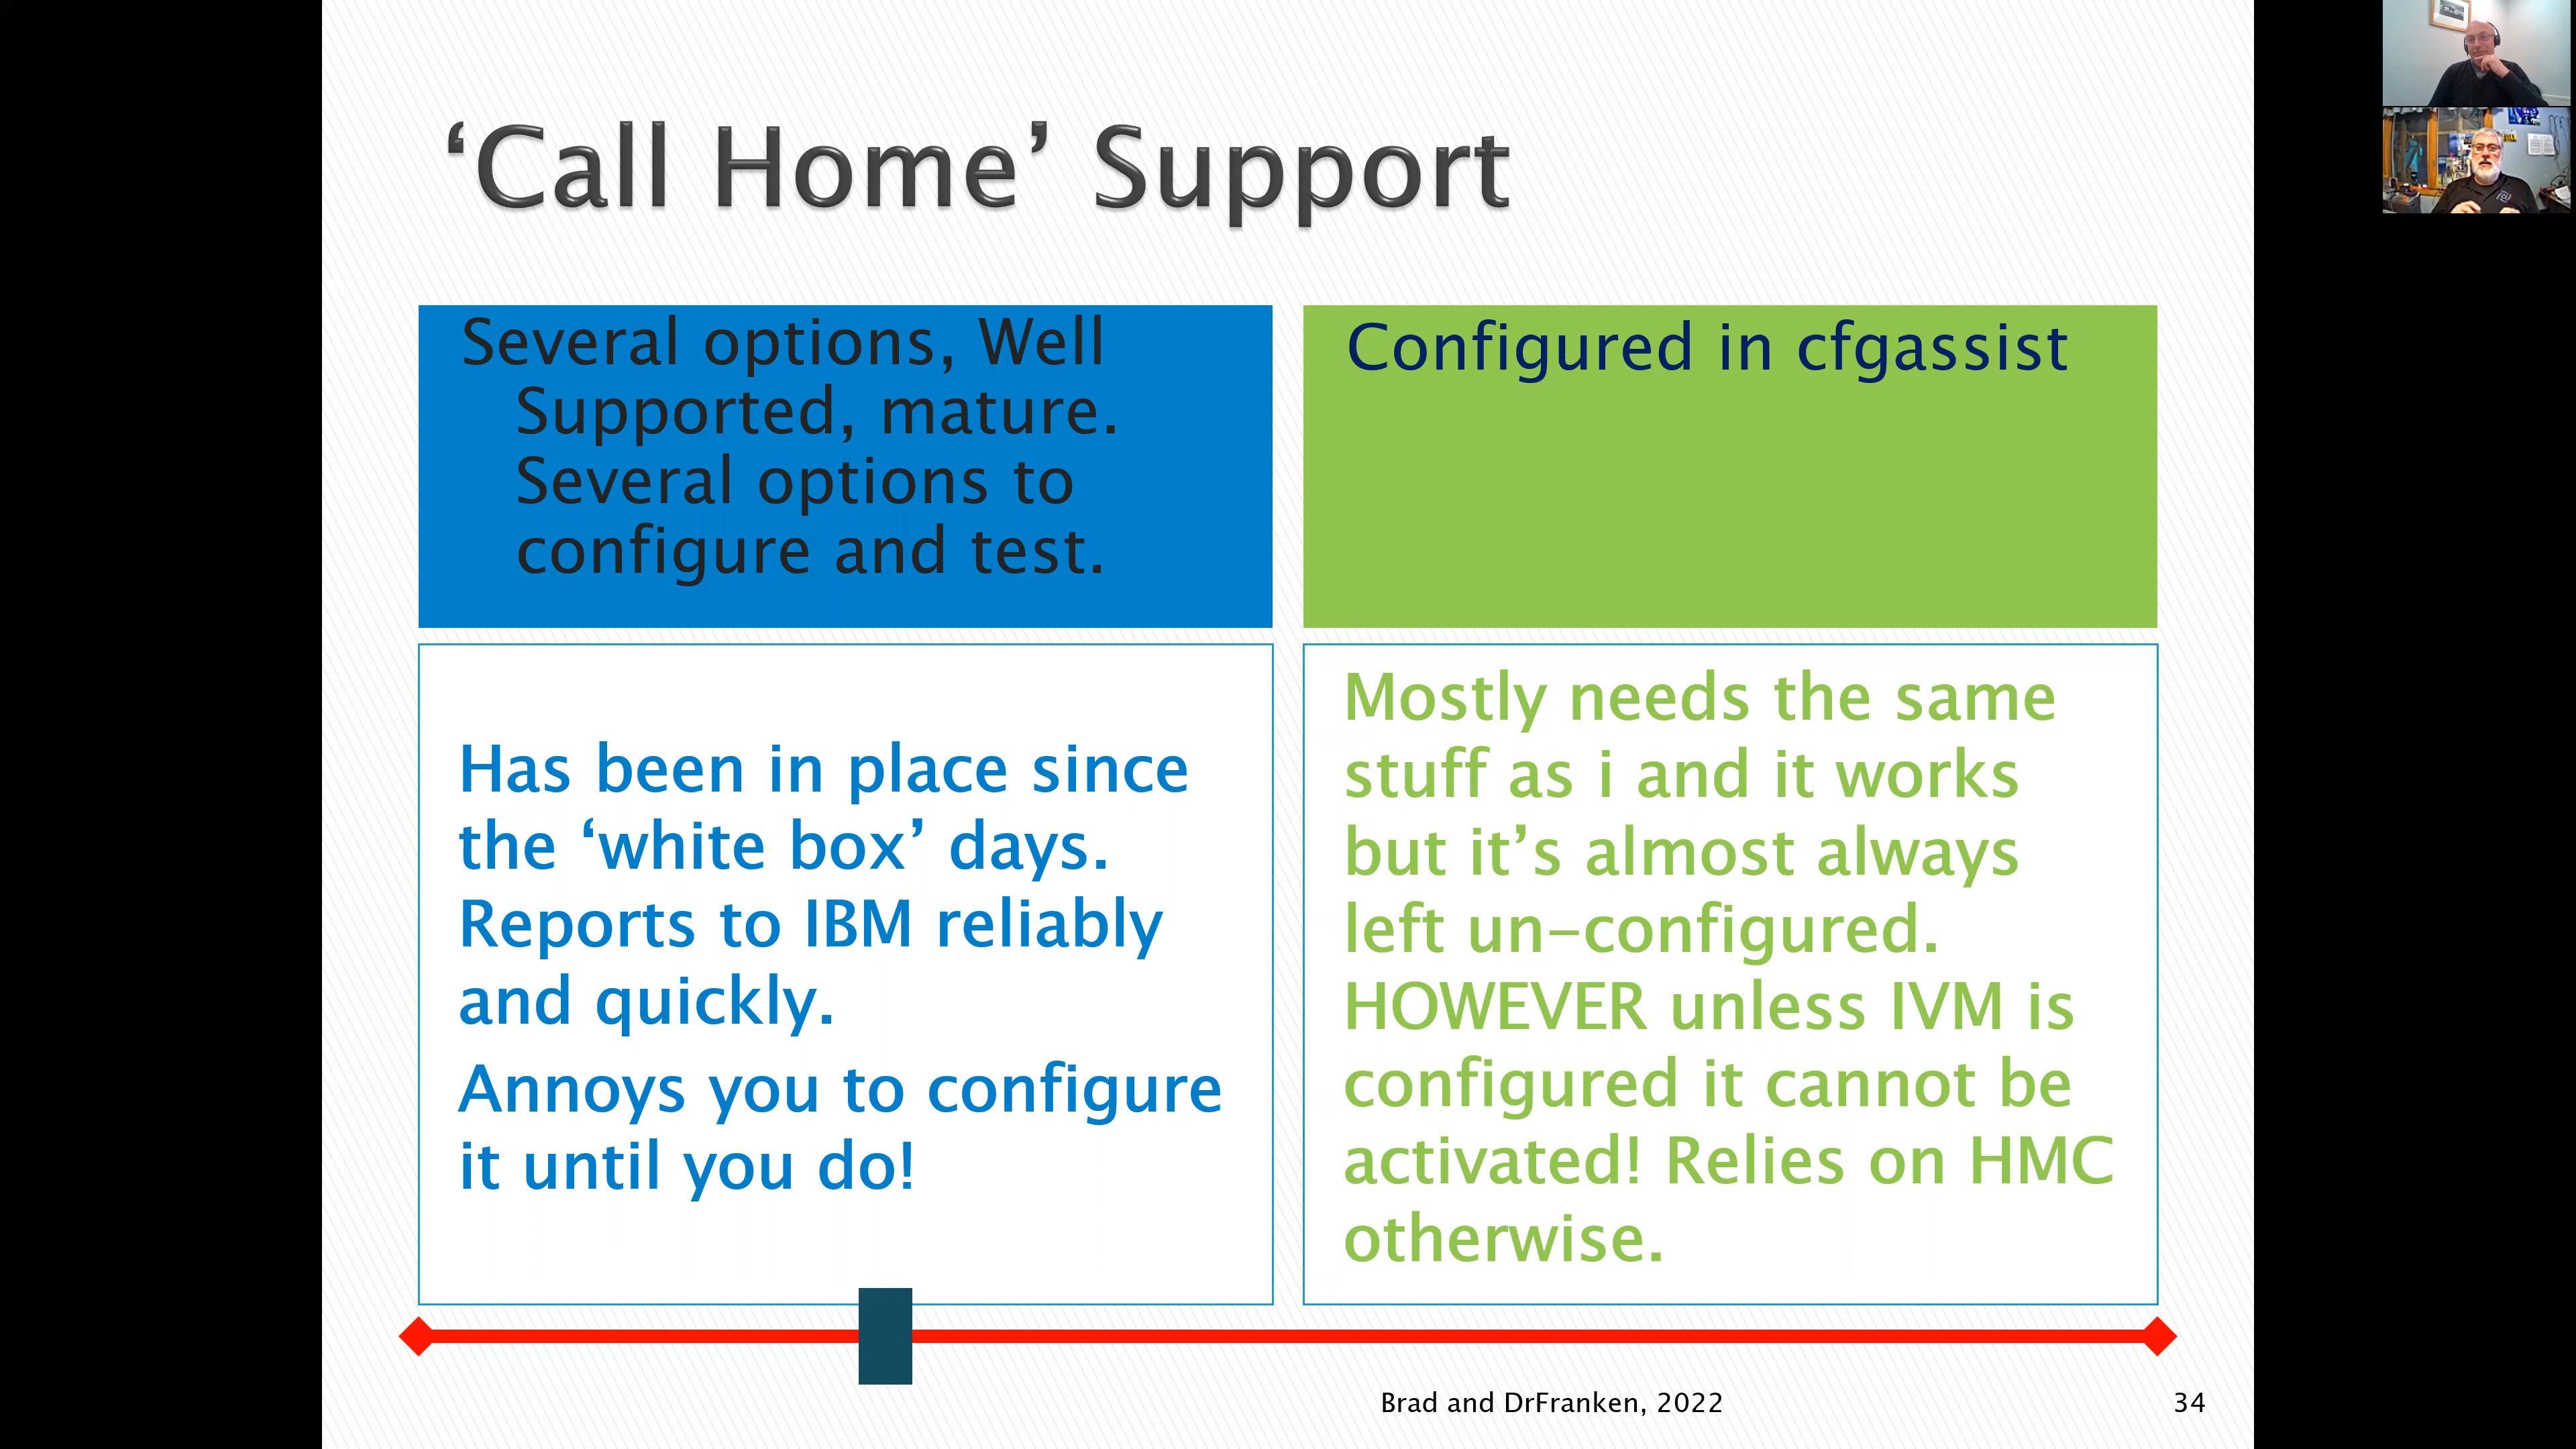 ‘Call Home’ Support
Several options, Well
Supported, mature.
Several options to
configure and test.
Configured in cfgassist
Has been in place since
the ‘white box’ days.
Reports to IBM reliably
and quickly.
Annoys you to configure
it until you do!
Mostly needs the same
stuff as i and it works
but it’s almost always
left un-configured.
HOWEVER unless IVM is
configured it cannot be
activated! Relies on HMC
otherwise.
Brad and DrFranken, 2022
34